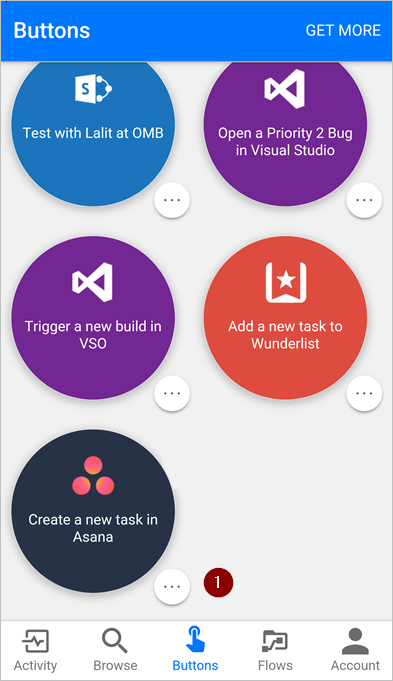 Buttons
GET MORE
S
Test with Lalit at OMB
Open a Priority 2 Bug
in Visual Studio
...
...
Trigger a new build in
VSO
Add a new task to
Wunderlist
...
...
Create a new task in
Asana
...
1
Activity
Browse
Buttons
Flows
Account